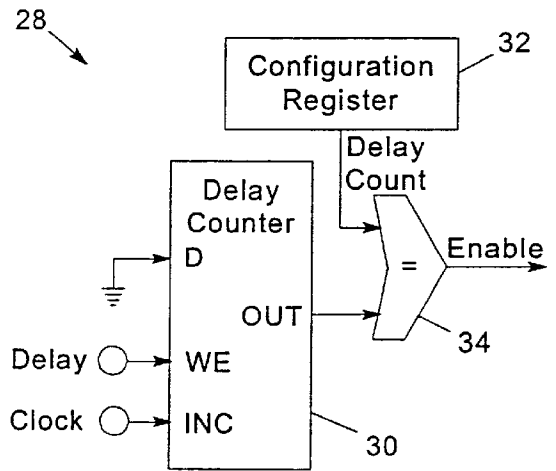 28
32
Configuration
Register
Delay
Count
Delay
Counter
D
=
Enable
OUT
34
Delay
WE
Clock
INC
30